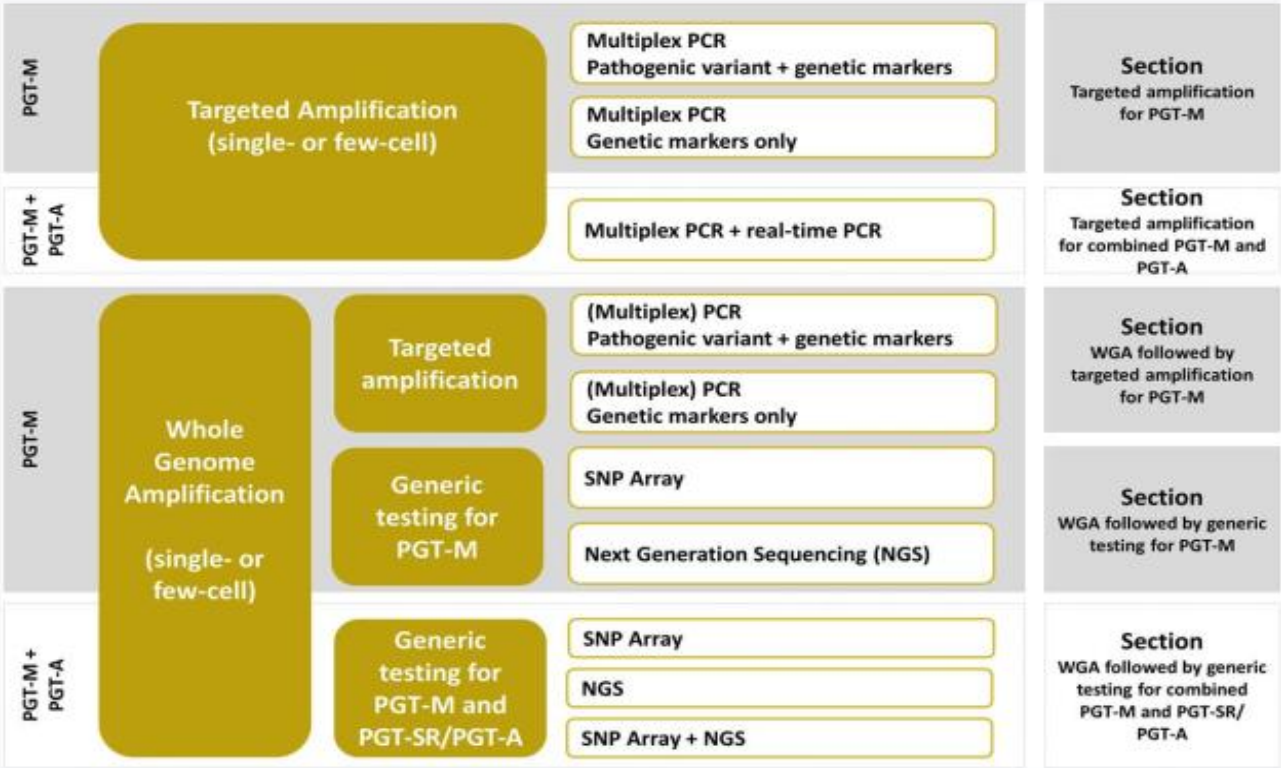 PGT-M
Targeted Amplification
(single- or few-cell)
Multiplex PCR
Pathogenic variant + genetic markers
Multiplex PCR
Genetic markers only
Section
Targeted amplification
for PGT-M
PGT-M +
PGT-A
Multiplex PCR + real-time PCR
Section
Targeted amplification
for combined PGT-M and
PGT-A
PGT-M
Whole
Genome
Amplification
(single- or
few-cell)
Targeted
amplification
(Multiplex) PCR
Pathogenic variant + genetic markers
(Multiplex) PCR
Genetic markers only
Section
WGA followed by
targeted amplification
for PGT-M
Generic
testing for
PGT-M
SNP Array
Next Generation Sequencing (NGS)
Section
WGA followed by generic
testing for PGT-M
PGT-M +
PGT-A
Generic
testing for
PGT-M and
PGT-SR/PGT-A
SNP Array
NGS
SNP Array + NGS
Section
WGA followed by generic
testing for combined
PGT-M and PGT-SR/
PGT-A